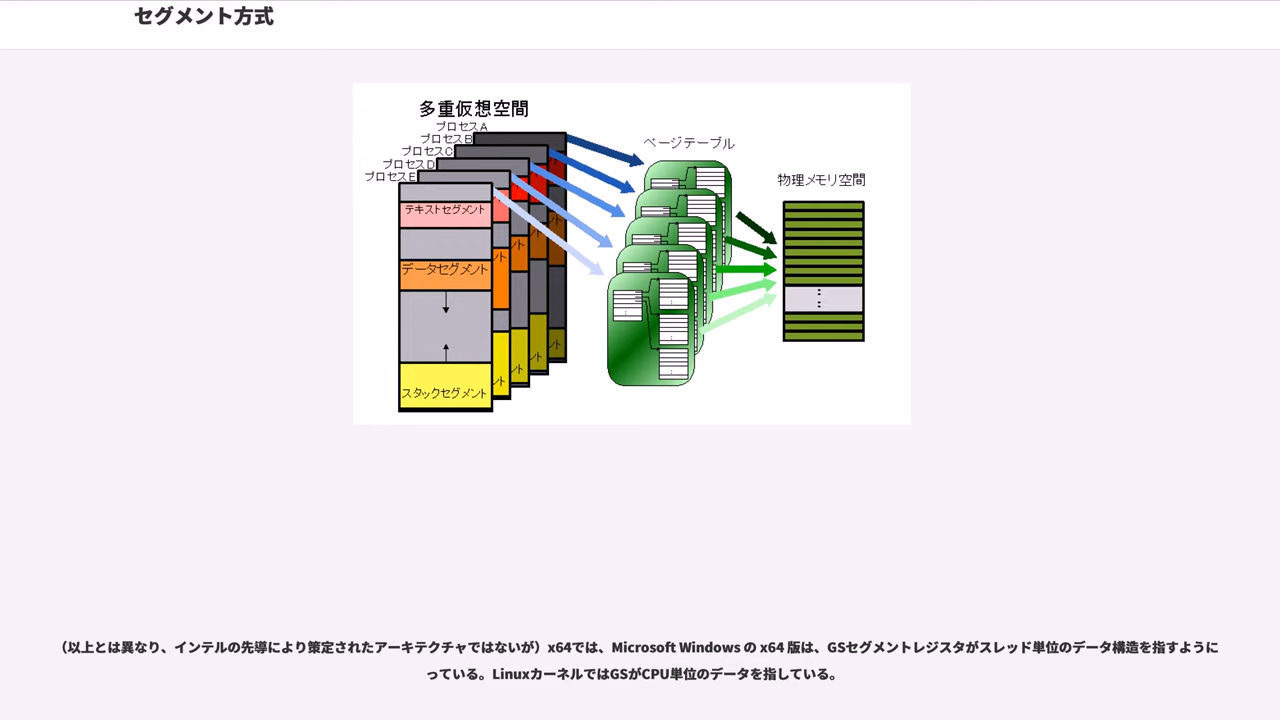 セグメント方式
多重仮想空間
プロセスA
プロセスB
プロセスC
プロセスD
プロセスE
ページテーブル
物理メモリ空間
テキストセグメント
データセグメント
スタックセグメント
（以上とは異なり、インテルの先導により策定されたアーキテクチャではないが）x64では、Microsoft Windows の x64 版は、GSセグメントレジスタがスレッド単位のデータ構造を指すように
っている。LinuxカーネルではGSがCPU単位のデータを指している。